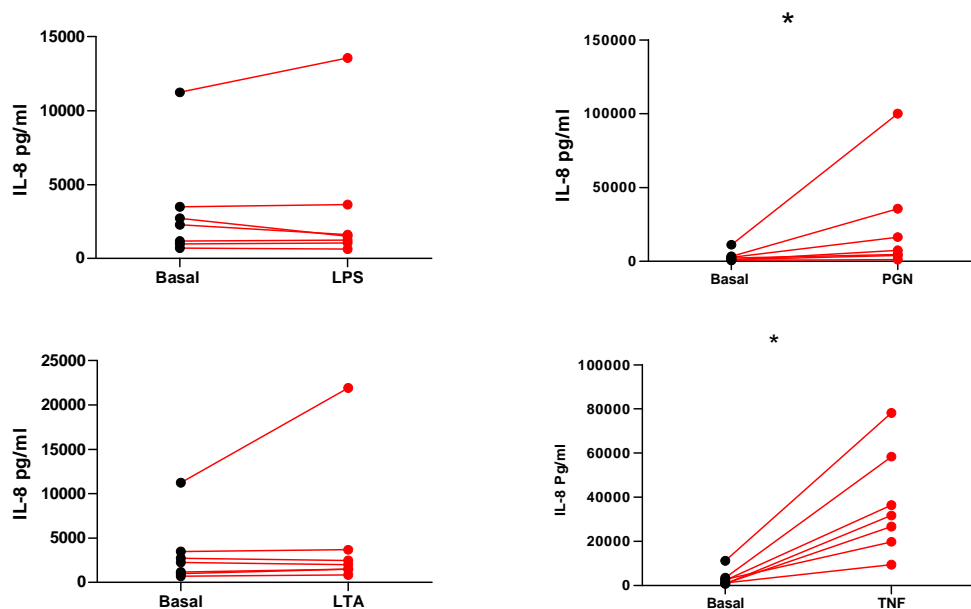 15000
10000
5000
0
IL-8 pg/ml
Basal LPS
*
150000
100000
50000
0
IL-8 pg/ml
Basal PGN
25000
20000
15000
10000
5000
0
IL-8 pg/ml
Basal LTA
*
100000
80000
60000
40000
20000
0
IL-8 Pg/ml
Basal TNF